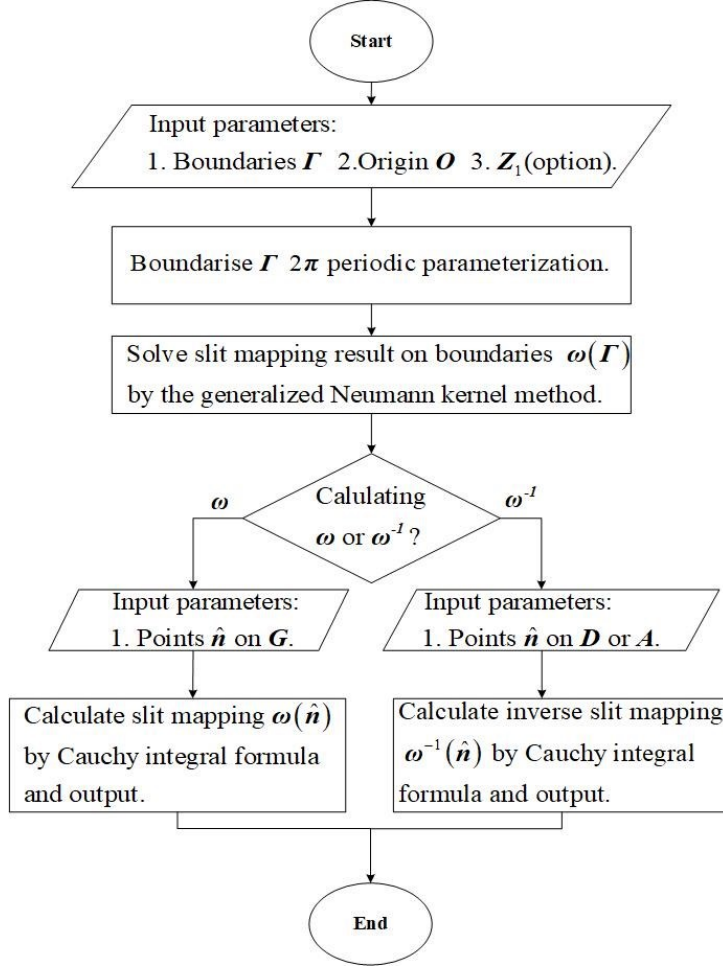 Start
Input parameters:
1. Boundaries Γ 2.Origin O 3. Z₁(option).
Boundarise Γ 2π periodic parameterization.
Solve slit mapping result on boundaries ω(Γ)
by the generalized Neumann kernel method.
Calulating
ω or ω⁻¹?
ω
ω⁻¹
Input parameters:
1. Points n̂ on G.
Input parameters:
1. Points n̂ on D or A.
Calculate slit mapping ω(n̂)
by Cauchy integral formula
and output.
Calculate inverse slit mapping
ω⁻¹(n̂) by Cauchy integral
formula and output.
End